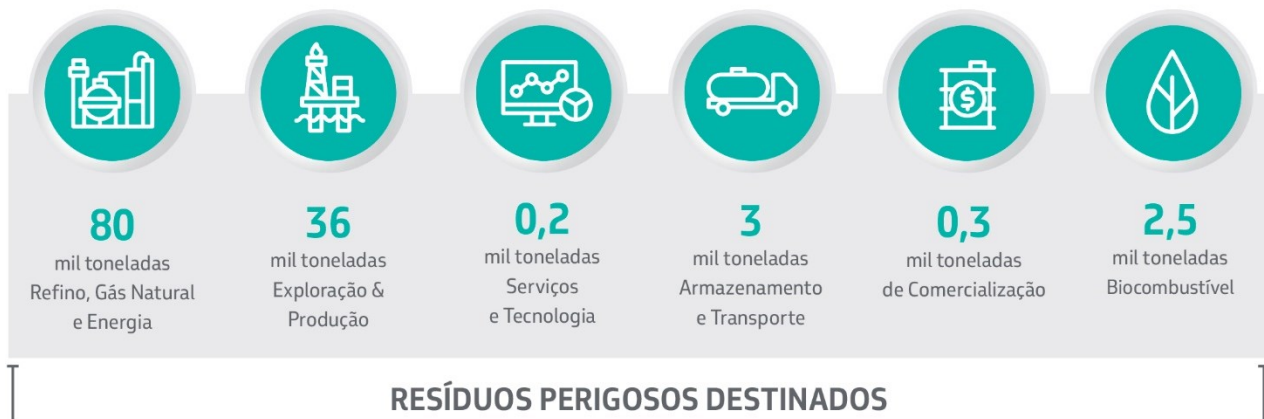 80
mil toneladas
Refino, Gás Natural
e Energia
36
mil toneladas
Exploração &
Produção
0,2
mil toneladas
Serviços
e Tecnologia
3
mil toneladas
Armazenamento
e Transporte
$
0,3
mil toneladas
de Comercialização
2,5
mil toneladas
Biocombustível
RESÍDUOS PERIGOSOS DESTINADOS